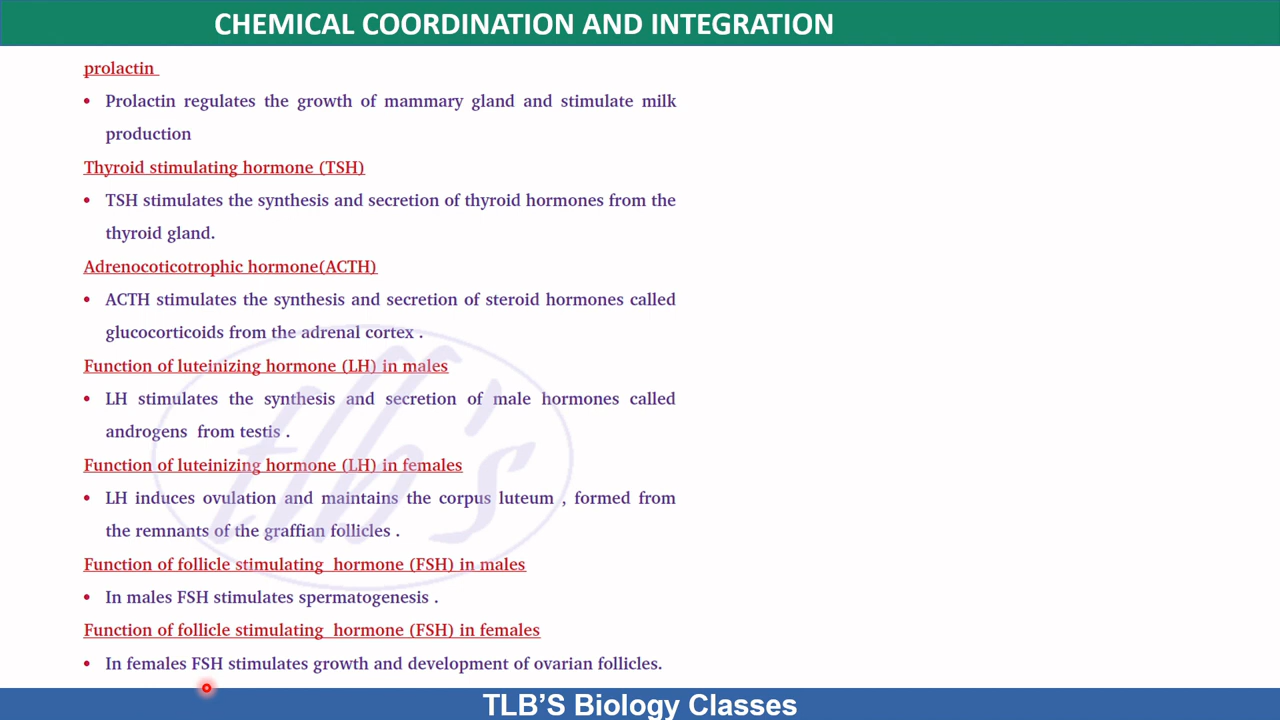 CHEMICAL COORDINATION AND INTEGRATION
prolactin
• Prolactin regulates the growth of mammary gland and stimulate milk
production
Thyroid stimulating hormone (TSH)
• TSH stimulates the synthesis and secretion of thyroid hormones from the
thyroid gland.
Adrenocoticotrophic hormone(ACTH)
• ACTH stimulates the synthesis and secretion of steroid hormones called
glucocorticoids from the adrenal cortex .
Function of luteinizing hormone (LH) in males
• LH stimulates the synthesis and secretion of male hormones called
androgens from testis .
Function of luteinizing hormone (LH) in females
• LH induces ovulation and maintains the corpus luteum , formed from
the remnants of the graffian follicles .
Function of follicle stimulating hormone (FSH) in males
• In males FSH stimulates spermatogenesis .
Function of follicle stimulating hormone (FSH) in females
• In females FSH stimulates growth and development of ovarian follicles.
tlb's
TLB'S Biology Classes